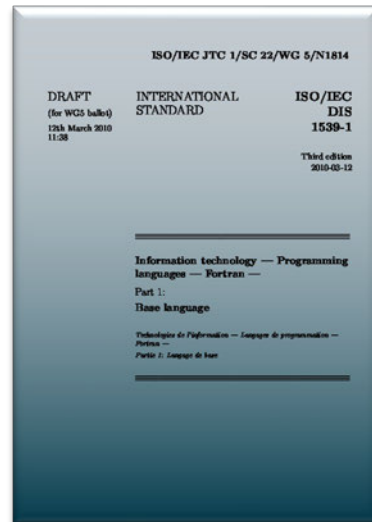 ISO/IEC JTC 1/SC 22/WG 5/N1814
DRAFT
(for WG5 ballot)
12th March 2010
11:38
INTERNATIONAL
STANDARD
ISO/IEC
DIS
1539-1
Third edition
2010-03-12
Information technology — Programming
languages — Fortran —
Part 1:
Base language
Technologies de l'information — Langages de programmation —
Fortran —
Partie 1: Langage de base